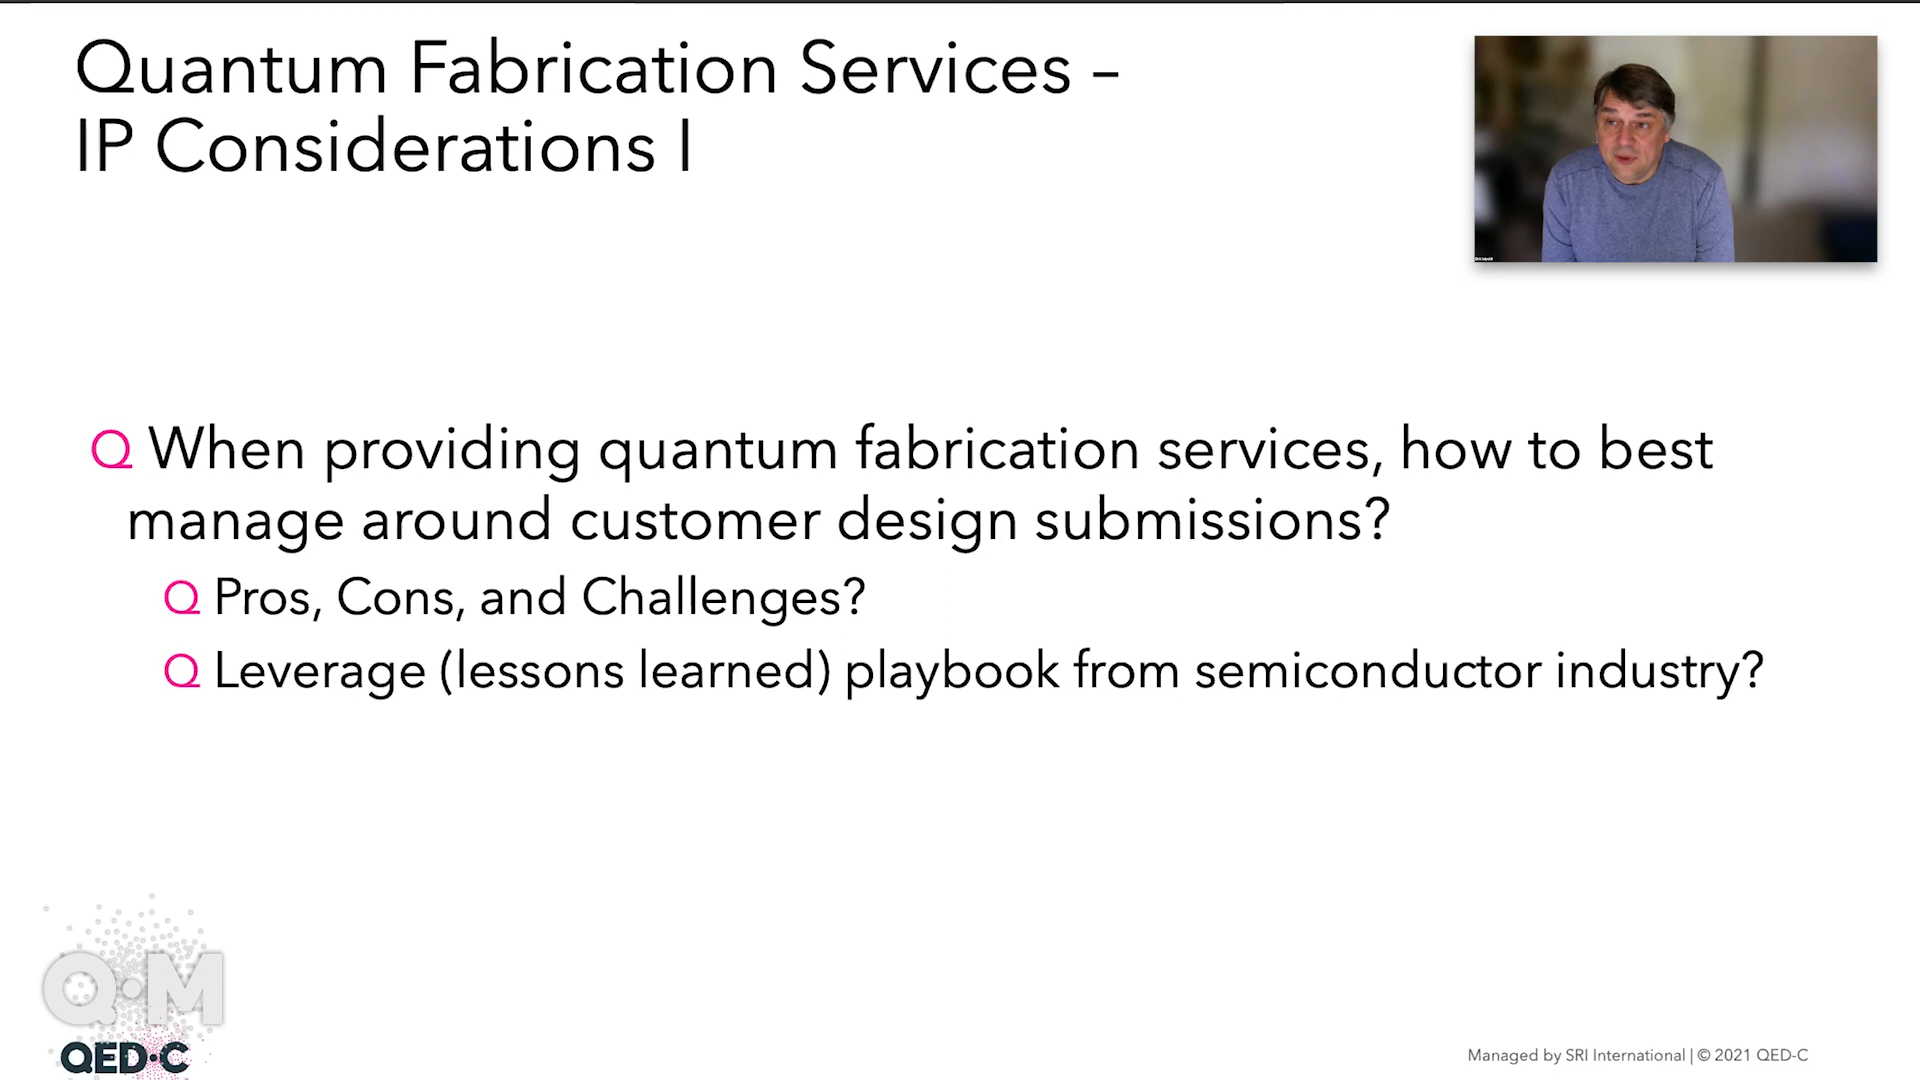 Quantum Fabrication Services –
IP Considerations I
Q When providing quantum fabrication services, how to best
manage around customer design submissions?
Q Pros, Cons, and Challenges?
Q Leverage (lessons learned) playbook from semiconductor industry?
Q·M
QED·C
Managed by SRI International | © 2021 QED-C